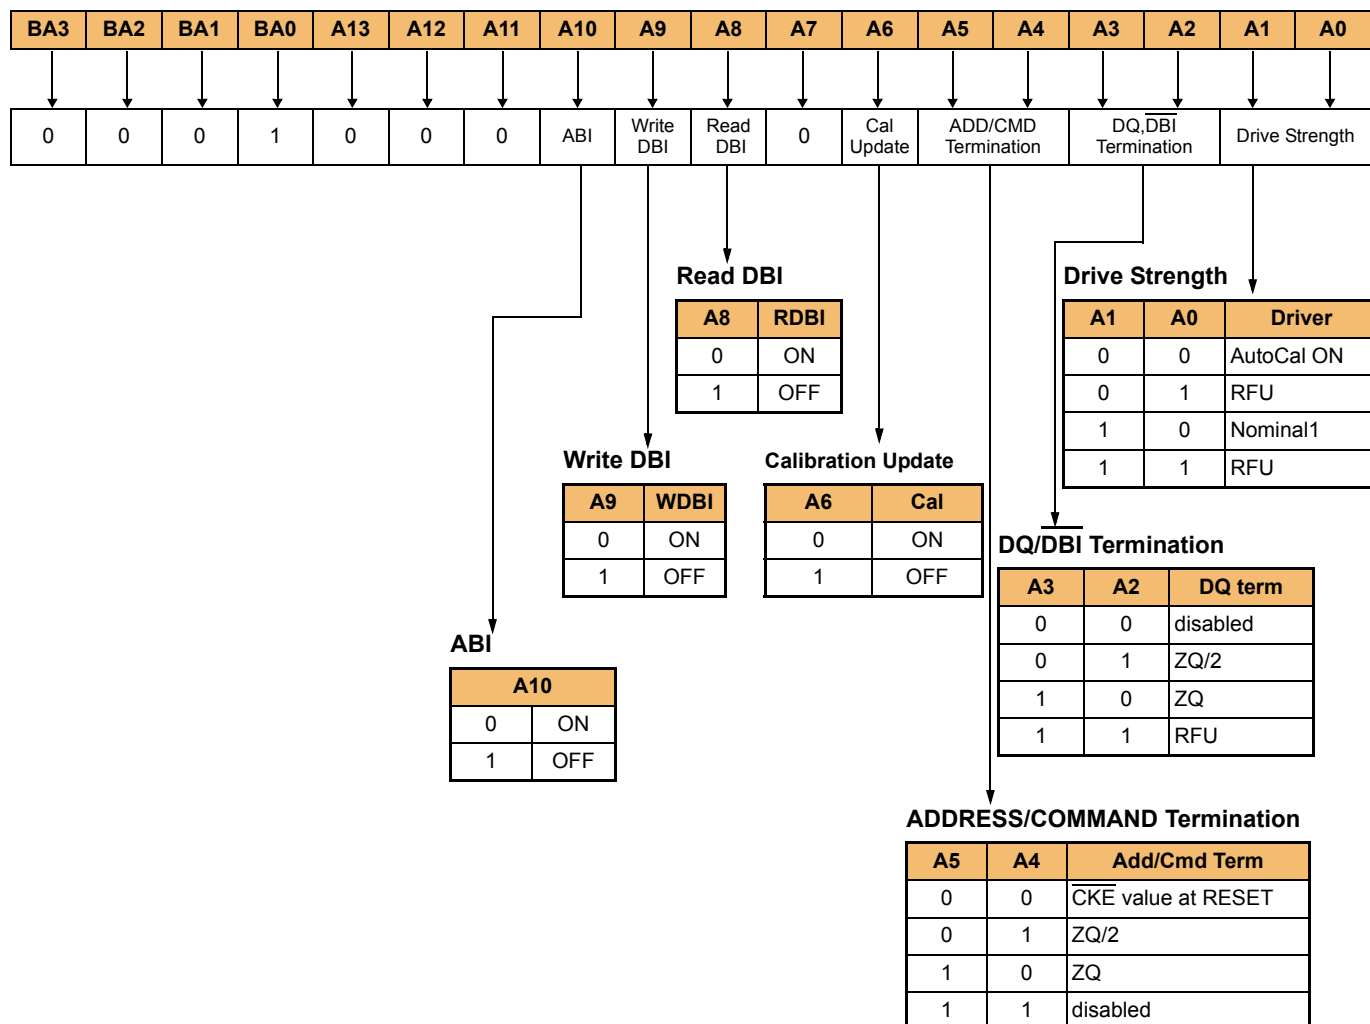 BA3 BA2 BA1 BA0 A13 A12 A11 A10 A9 A8 A7 A6 A5 A4 A3 A2 A1 A0
0 0 0 1 0 0 0 ABI Write DBI Read DBI 0 Cal Update ADD/CMD Termination DQ,D̅B̅I̅ Termination Drive Strength
Read DBI
A8 RDBI
0 ON
1 OFF
Drive Strength
A1 A0 Driver
0 0 AutoCal ON
0 1 RFU
1 0 Nominal1
1 1 RFU
Write DBI
A9 WDBI
0 ON
1 OFF
Calibration Update
A6 Cal
0 ON
1 OFF
DQ/D̅B̅I̅ Termination
A3 A2 DQ term
0 0 disabled
0 1 ZQ/2
1 0 ZQ
1 1 RFU
ABI
A10
0 ON
1 OFF
ADDRESS/COMMAND Termination
A5 A4 Add/Cmd Term
0 0 C̅K̅E̅ value at RESET
0 1 ZQ/2
1 0 ZQ
1 1 disabled